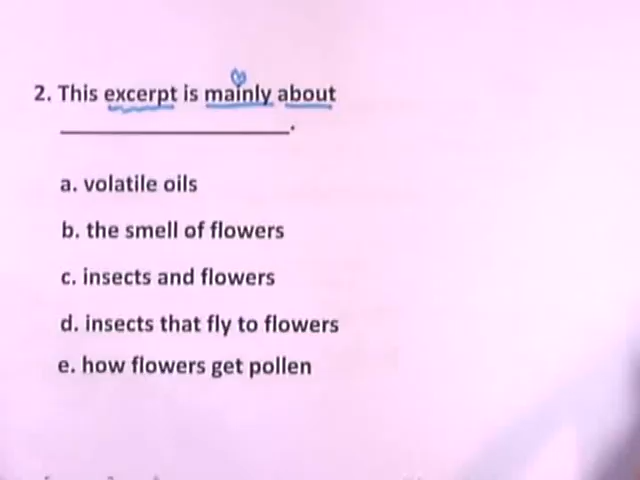 2. This excerpt is mainly about
____________________.
a. volatile oils
b. the smell of flowers
c. insects and flowers
d. insects that fly to flowers
e. how flowers get pollen